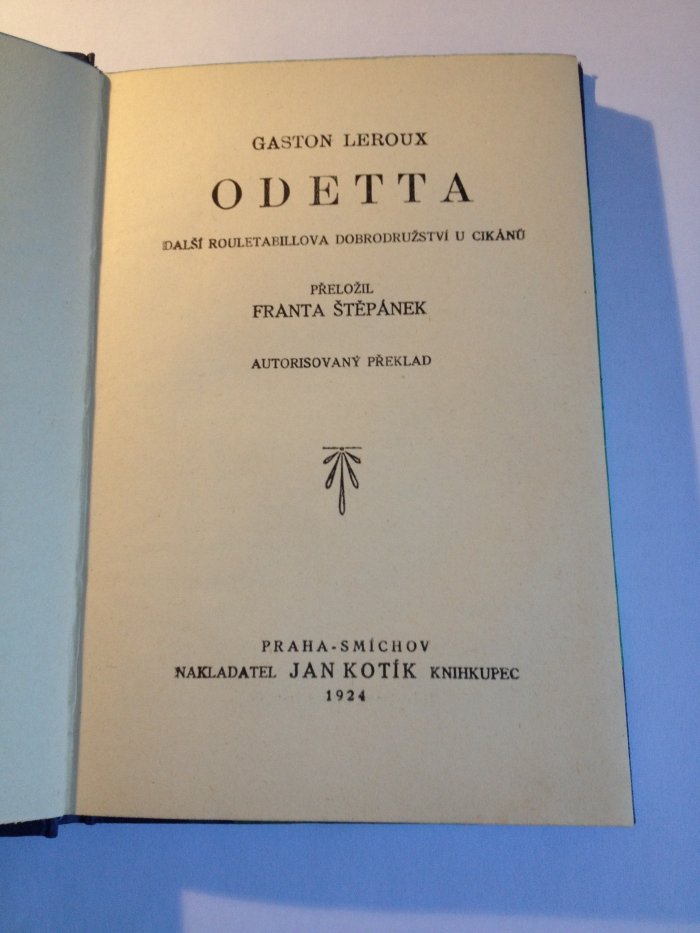 GASTON LEROUX
ODETTA
DALŠÍ ROULETABILLOVA DOBRODRUŽSTVÍ U CIKÁNŮ
PŘELOŽIL
FRANTA ŠTĚPÁNEK
AUTORISOVANÝ PŘEKLAD
PRAHA-SMÍCHOV
NAKLADATEL JAN KOTÍK KNIHKUPEC
1924